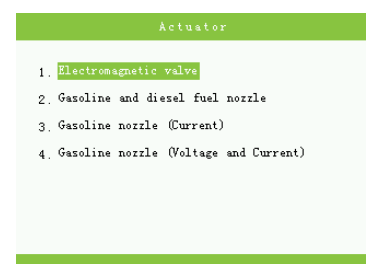 Actuator
1. Electromagnetic valve
2. Gasoline and diesel fuel nozzle
3. Gasoline nozzle (Current)
4. Gasoline nozzle (Voltage and Current)